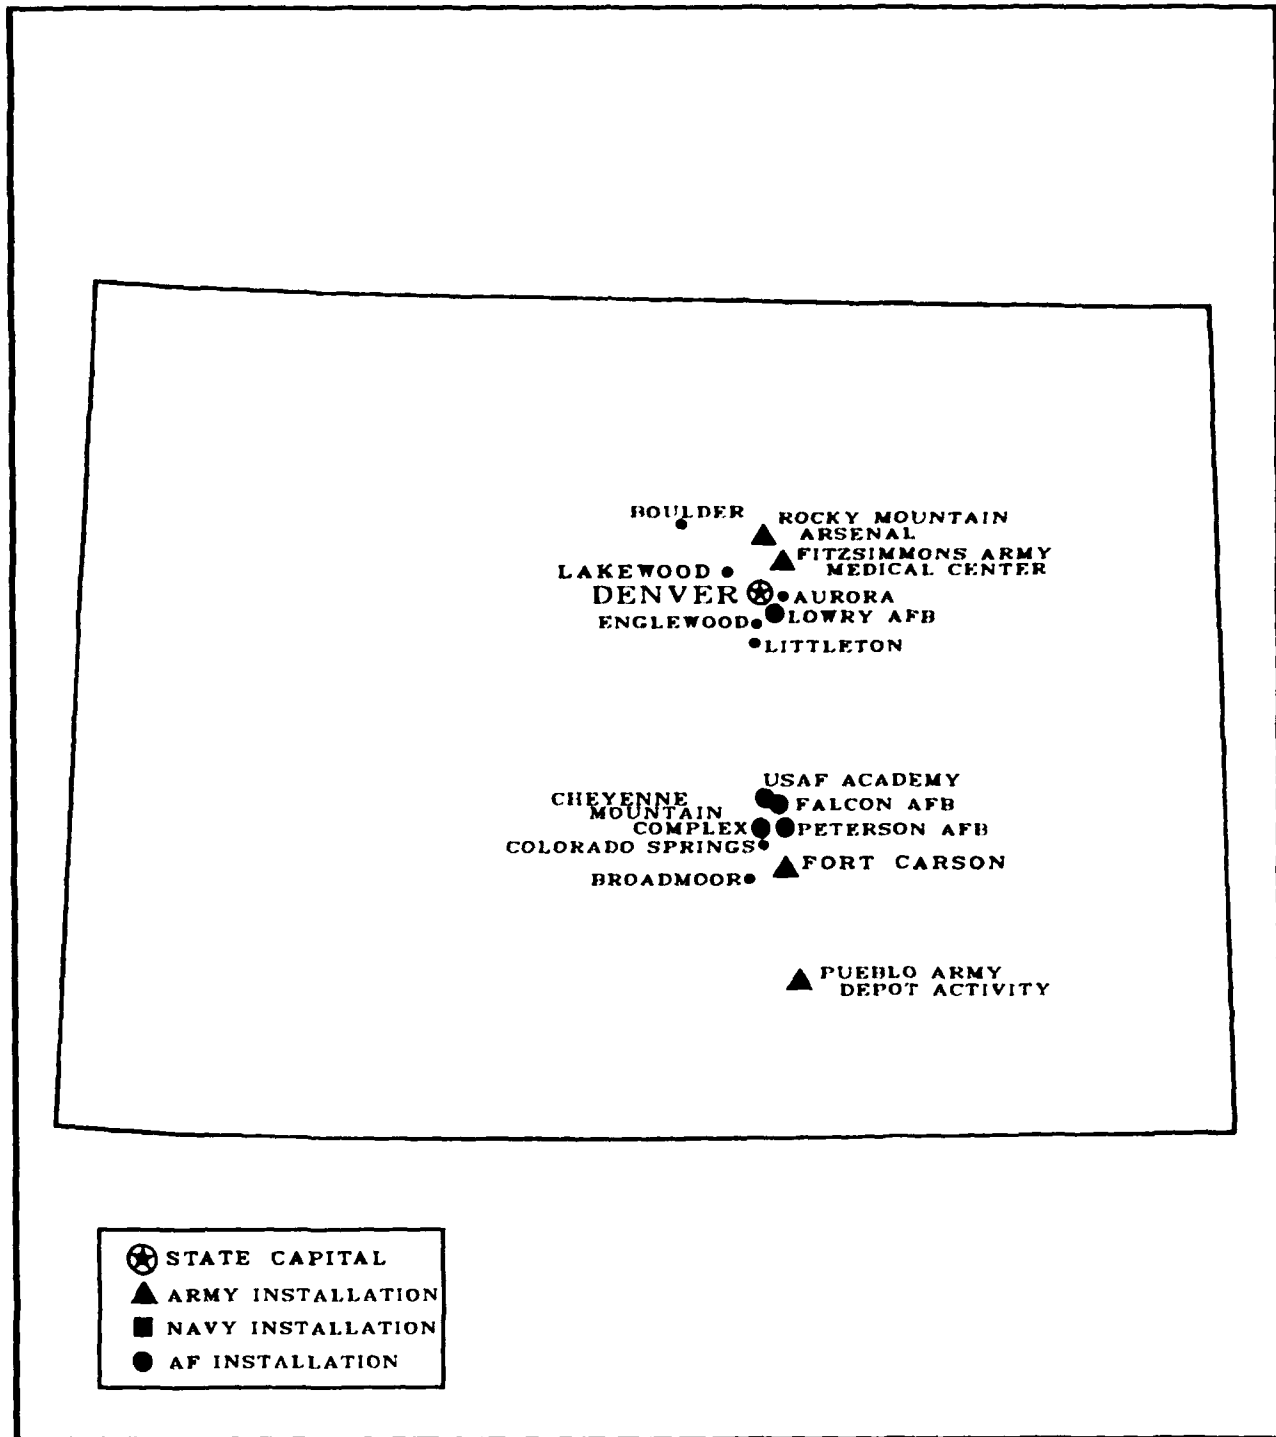 BOULDER
ROCKY MOUNTAIN
ARSENAL
FITZSIMMONS ARMY
MEDICAL CENTER
LAKEWOOD
DENVER
AURORA
LOWRY AFB
ENGLEWOOD
LITTLETON
USAF ACADEMY
CHEYENNE
MOUNTAIN
COMPLEX
FALCON AFB
PETERSON AFB
COLORADO SPRINGS
FORT CARSON
BROADMOOR
PUEBLO ARMY
DEPOT ACTIVITY
STATE CAPITAL
ARMY INSTALLATION
NAVY INSTALLATION
AF INSTALLATION